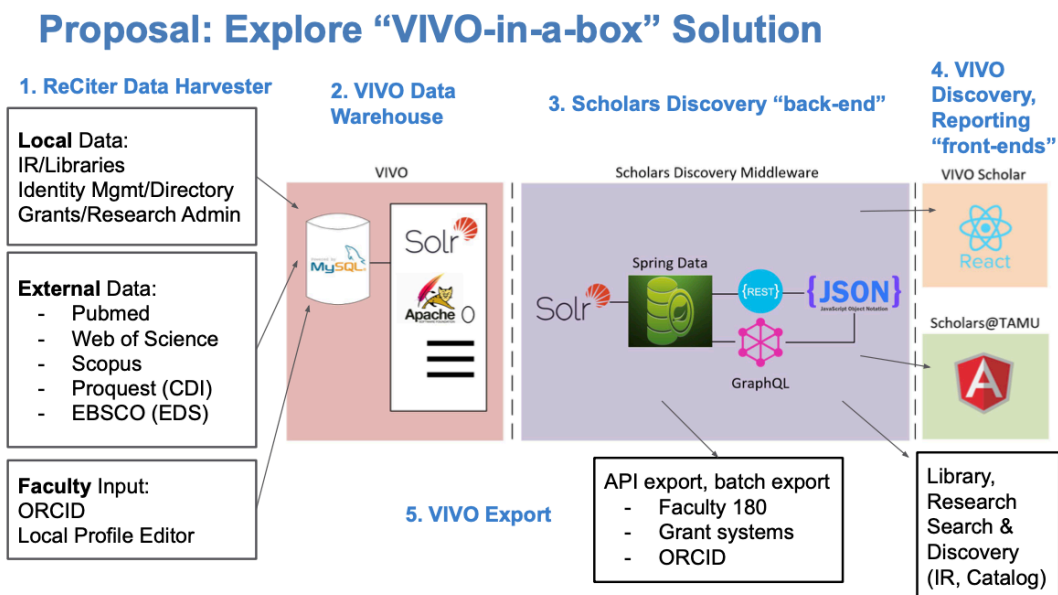 Proposal: Explore “VIVO-in-a-box” Solution
1. ReCiter Data Harvester
Local Data:
IR/Libraries
Identity Mgmt/Directory
Grants/Research Admin
External Data:
- Pubmed
- Web of Science
- Scopus
- Proquest (CDI)
- EBSCO (EDS)
Faculty Input:
ORCID
Local Profile Editor
2. VIVO Data
Warehouse
VIVO
MySQL
Solr
Apache
3. Scholars Discovery “back-end”
Scholars Discovery Middleware
Solr
Spring Data
{REST}
{JSON}
JavaScript Object Notation
GraphQL
4. VIVO
Discovery,
Reporting
“front-ends”
VIVO Scholar
React
Scholars@TAMU
A
5. VIVO Export
API export, batch export
- Faculty 180
- Grant systems
- ORCID
Library,
Research
Search &
Discovery
(IR, Catalog)